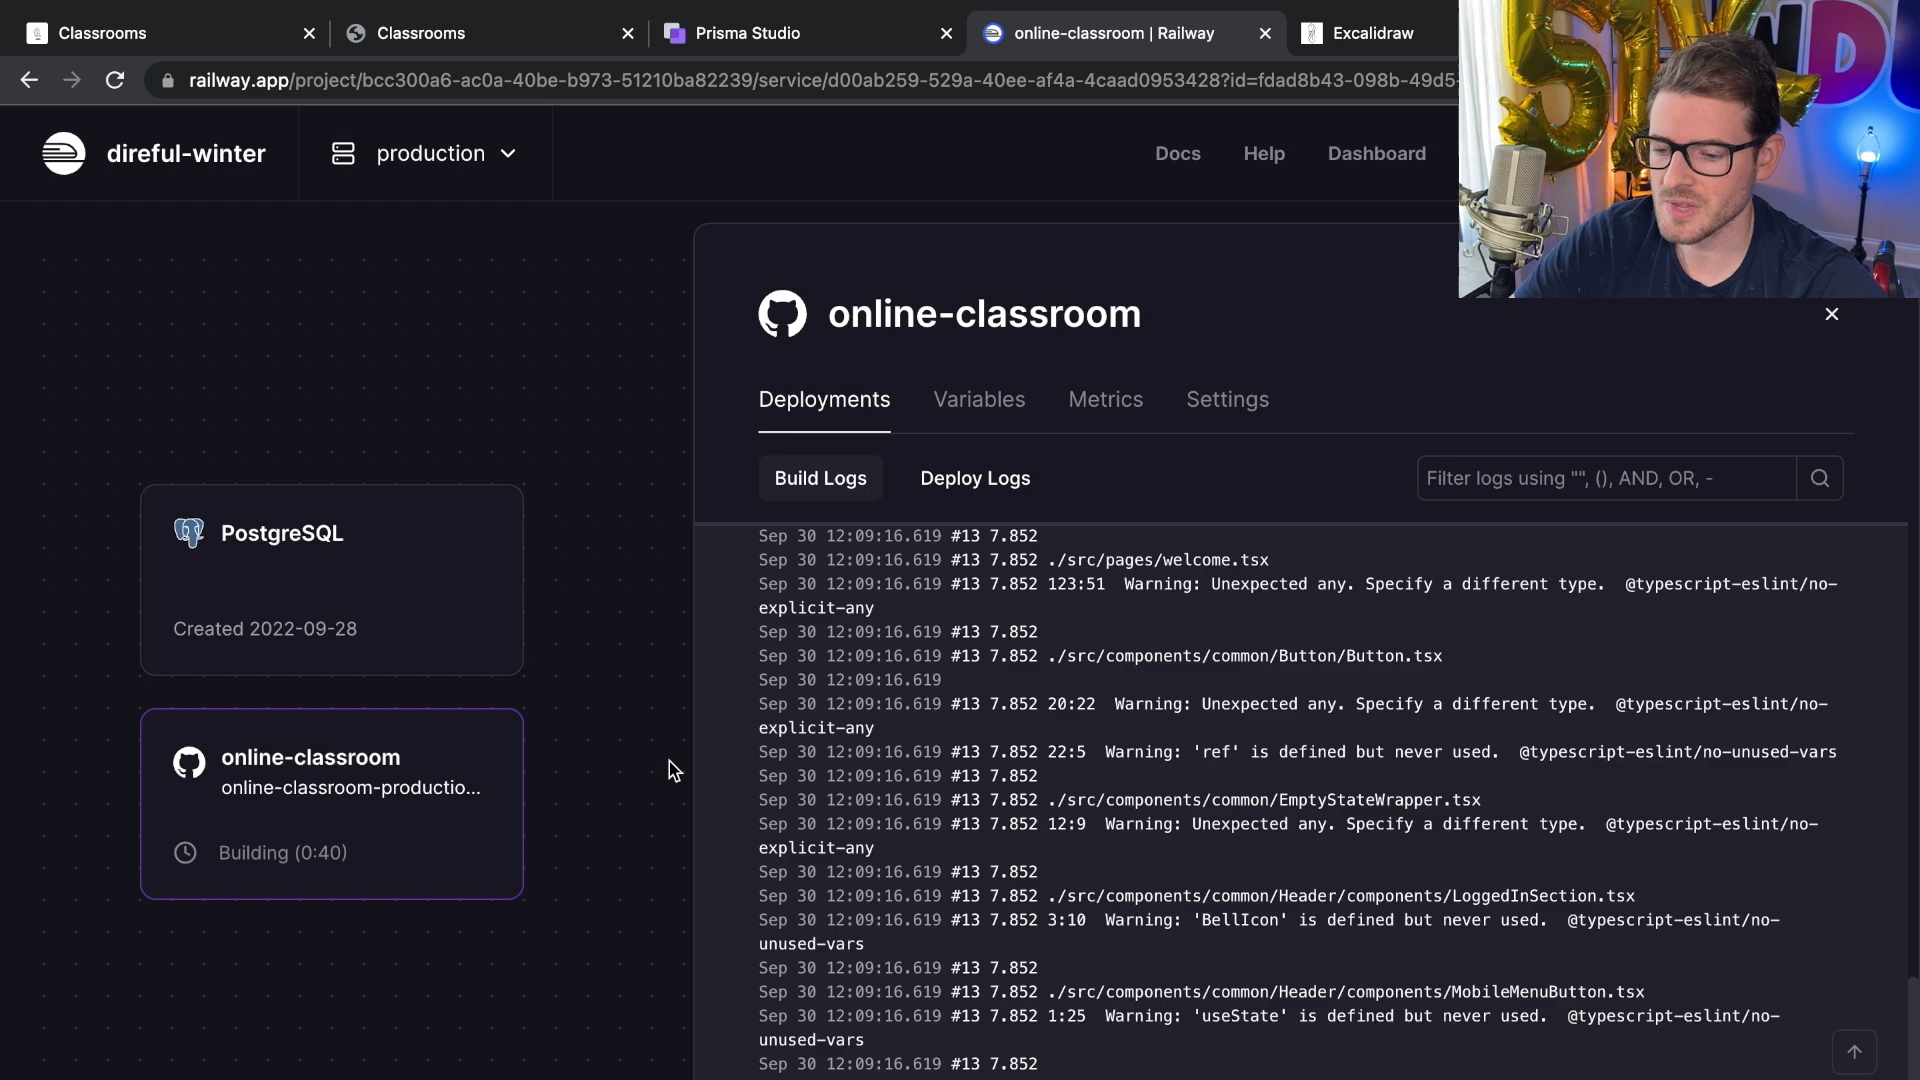 Classrooms
Classrooms
Prisma Studio
online-classroom | Railway
Excalidraw
railway.app/project/bcc300a6-ac0a-40be-b973-51210ba82239/service/d00ab259-529a-40ee-af4a-4caad0953428?id=fdad8b43-098b-49d5-
direful-winter
production
Docs
Help
Dashboard
online-classroom
Deployments
Variables
Metrics
Settings
Build Logs
Deploy Logs
Filter logs using "", (), AND, OR, -
PostgreSQL
Created 2022-09-28
online-classroom
online-classroom-productio...
Building (0:40)
Sep 30 12:09:16.619 #13 7.852
Sep 30 12:09:16.619 #13 7.852 ./src/pages/welcome.tsx
Sep 30 12:09:16.619 #13 7.852 123:51 Warning: Unexpected any. Specify a different type. @typescript-eslint/no-
explicit-any
Sep 30 12:09:16.619 #13 7.852
Sep 30 12:09:16.619 #13 7.852 ./src/components/common/Button/Button.tsx
Sep 30 12:09:16.619
Sep 30 12:09:16.619 #13 7.852 20:22 Warning: Unexpected any. Specify a different type. @typescript-eslint/no-
explicit-any
Sep 30 12:09:16.619 #13 7.852 22:5 Warning: 'ref' is defined but never used. @typescript-eslint/no-unused-vars
Sep 30 12:09:16.619 #13 7.852
Sep 30 12:09:16.619 #13 7.852 ./src/components/common/EmptyStateWrapper.tsx
Sep 30 12:09:16.619 #13 7.852 12:9 Warning: Unexpected any. Specify a different type. @typescript-eslint/no-
explicit-any
Sep 30 12:09:16.619 #13 7.852
Sep 30 12:09:16.619 #13 7.852 ./src/components/common/Header/components/LoggedInSection.tsx
Sep 30 12:09:16.619 #13 7.852 3:10 Warning: 'BellIcon' is defined but never used. @typescript-eslint/no-
unused-vars
Sep 30 12:09:16.619 #13 7.852
Sep 30 12:09:16.619 #13 7.852 ./src/components/common/Header/components/MobileMenuButton.tsx
Sep 30 12:09:16.619 #13 7.852 1:25 Warning: 'useState' is defined but never used. @typescript-eslint/no-
unused-vars
Sep 30 12:09:16.619 #13 7.852